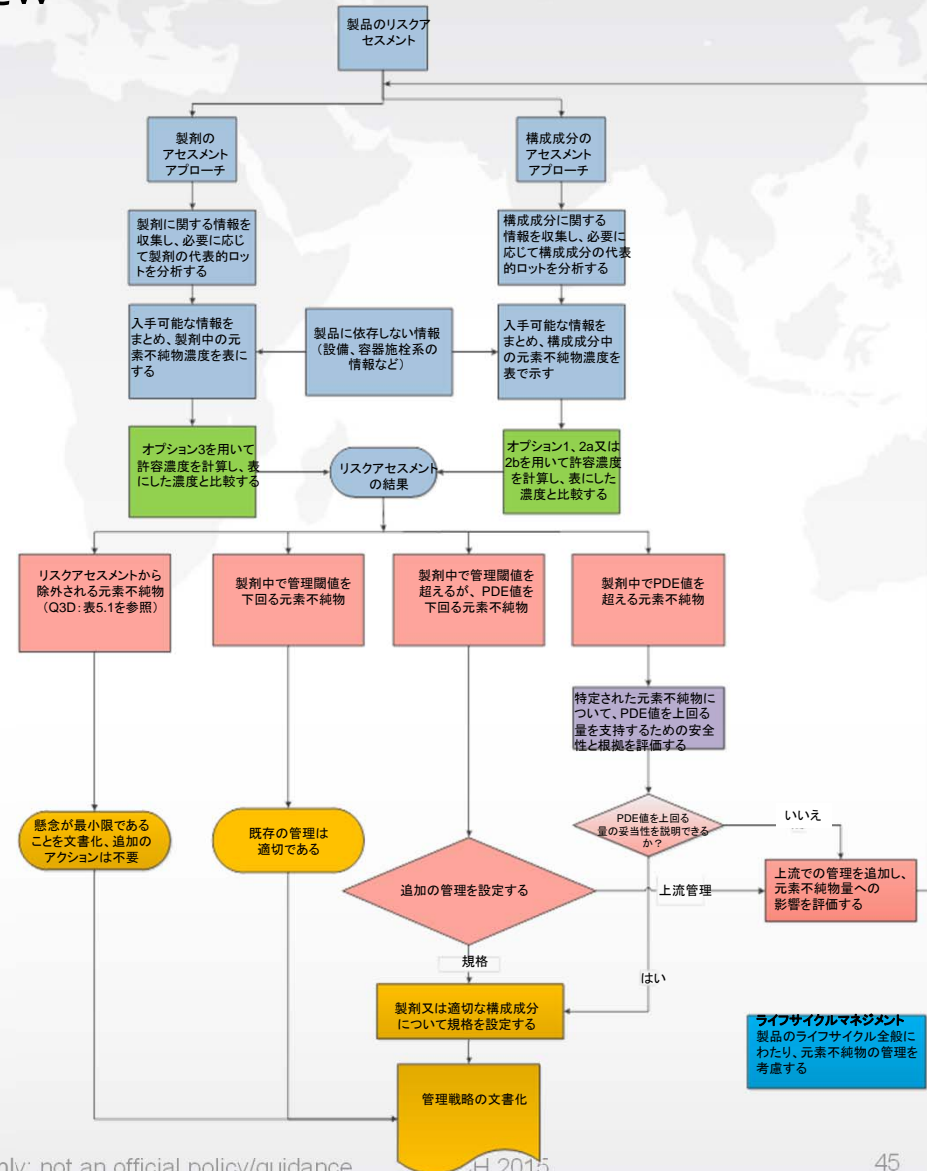 製品のリスクア
セスメント
製剤の
アセスメント
アプローチ
構成成分の
アセスメント
アプローチ
製剤に関する情報を
収集し、必要に応じ
て製剤の代表的ロッ
トを分析する
構成成分に関する
情報を収集し、必要に
応じて構成成分の代表
的ロットを分析する
入手可能な情報を
まとめ、製剤中の元
素不純物濃度を表に
する
製品に依存しない情報
（設備、容器施栓系の
情報など）
入手可能な情報を
まとめ、構成成分中
の元素不純物濃度を
表で示す
オプション3を用いて
許容濃度を計算し、表
にした濃度と比較する
リスクアセスメント
の結果
オプション1、2a又は
2bを用いて許容濃度
を計算し、表にした
濃度と比較する
リスクアセスメントから
除外される元素不純物
（Q3D：表5.1を参照）
製剤中で管理閾値を
下回る元素不純物
製剤中で管理閾値を
超えるが、PDE値を
下回る元素不純物
製剤中でPDE値を
超える元素不純物
特定された元素不純物に
ついて、PDE値を上回る
量を支持するための安全
性と根拠を評価する
懸念が最小限である
ことを文書化、追加の
アクションは不要
既存の管理は
適切である
追加の管理を設定する
PDE値を上回る
量の妥当性を説明できる
か？
いいえ
上流管理
上流での管理を追加し、
元素不純物量への
影響を評価する
規格
はい
製剤又は適切な構成成分
について規格を設定する
ライフサイクルマネジメント
製品のライフサイクル全般に
わたり、元素不純物の管理を
考慮する
管理戦略の文書化
not an official policy/guidance
2015
45